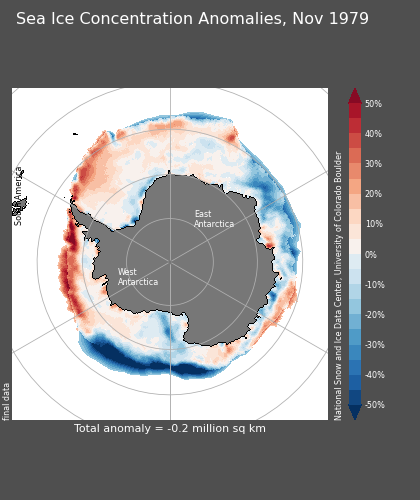 Sea Ice Concentration Anomalies, Nov 1979
South America
East
Antarctica
West
Antarctica
final data
National Snow and Ice Data Center, University of Colorado Boulder
50%
40%
30%
20%
10%
0%
-10%
-20%
-30%
-40%
-50%
Total anomaly = -0.2 million sq km